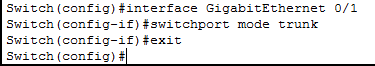 Switch(config)#interface GigabitEthernet 0/1
Switch(config-if)#switchport mode trunk
Switch(config-if)#exit
Switch(config)#